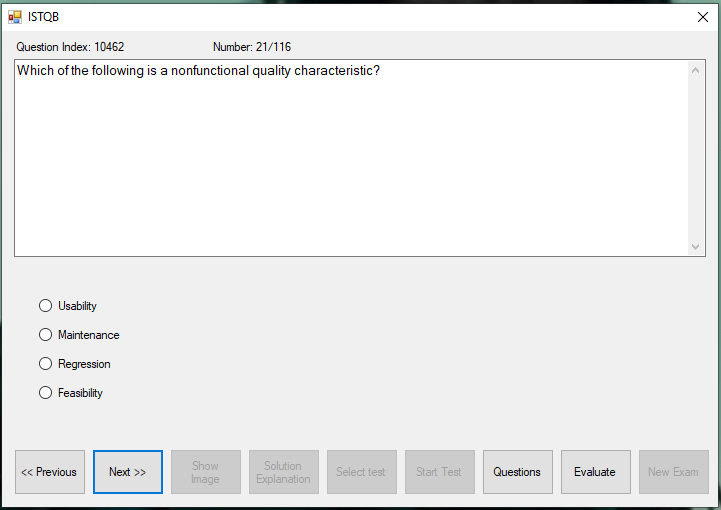 ISTQB
Question Index: 10462 Number: 21/116
Which of the following is a nonfunctional quality characteristic?
Usability
Maintenance
Regression
Feasibility
<< Previous
Next >>
Show
Image
Solution
Explanation
Select test
Start Test
Questions
Evaluate
New Exam